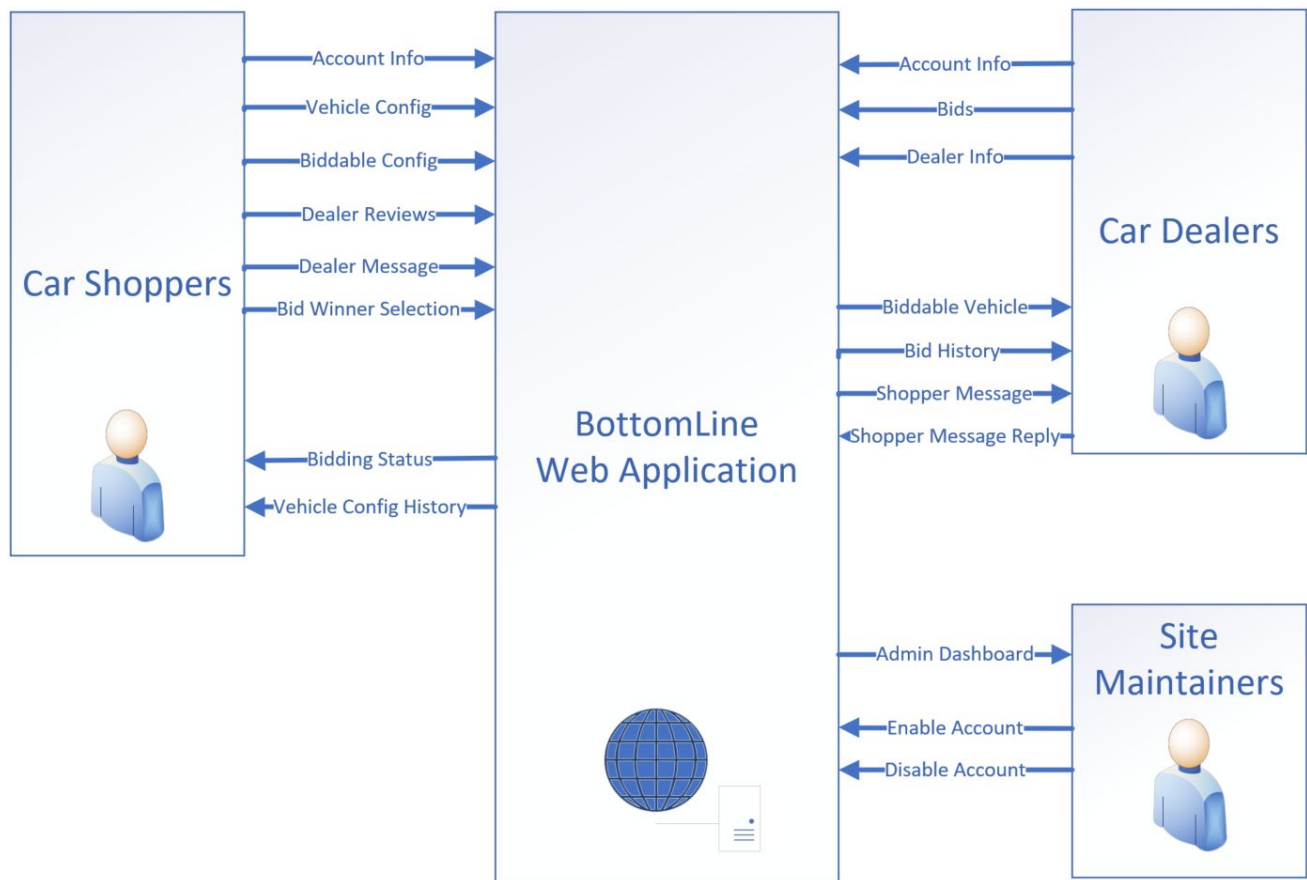 Car Shoppers
Account Info
Vehicle Config
Biddable Config
Dealer Reviews
Dealer Message
Bid Winner Selection
Bidding Status
Vehicle Config History
BottomLine
Web Application
Account Info
Bids
Dealer Info
Biddable Vehicle
Bid History
Shopper Message
Shopper Message Reply
Car Dealers
Admin Dashboard
Enable Account
Disable Account
Site
Maintainers